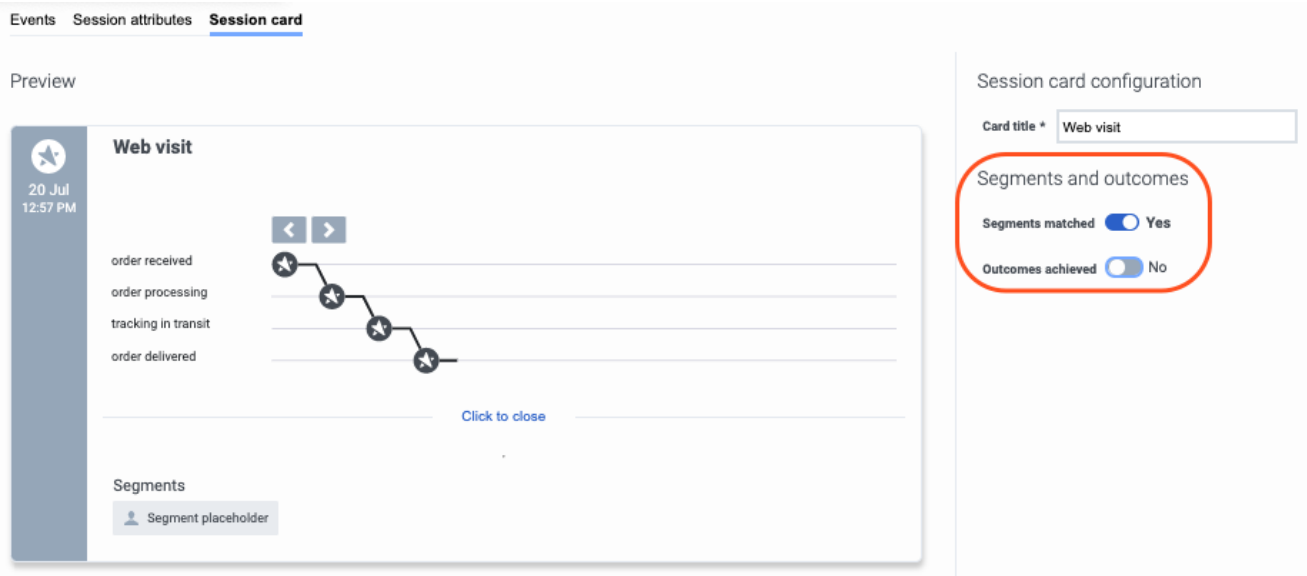 Events Session attributes Session card
Preview
Session card configuration
Card title * Web visit
Segments and outcomes
Segments matched Yes
Outcomes achieved No
20 Jul
12:57 PM
Web visit
order received
order processing
tracking in transit
order delivered
Click to close
Segments
Segment placeholder